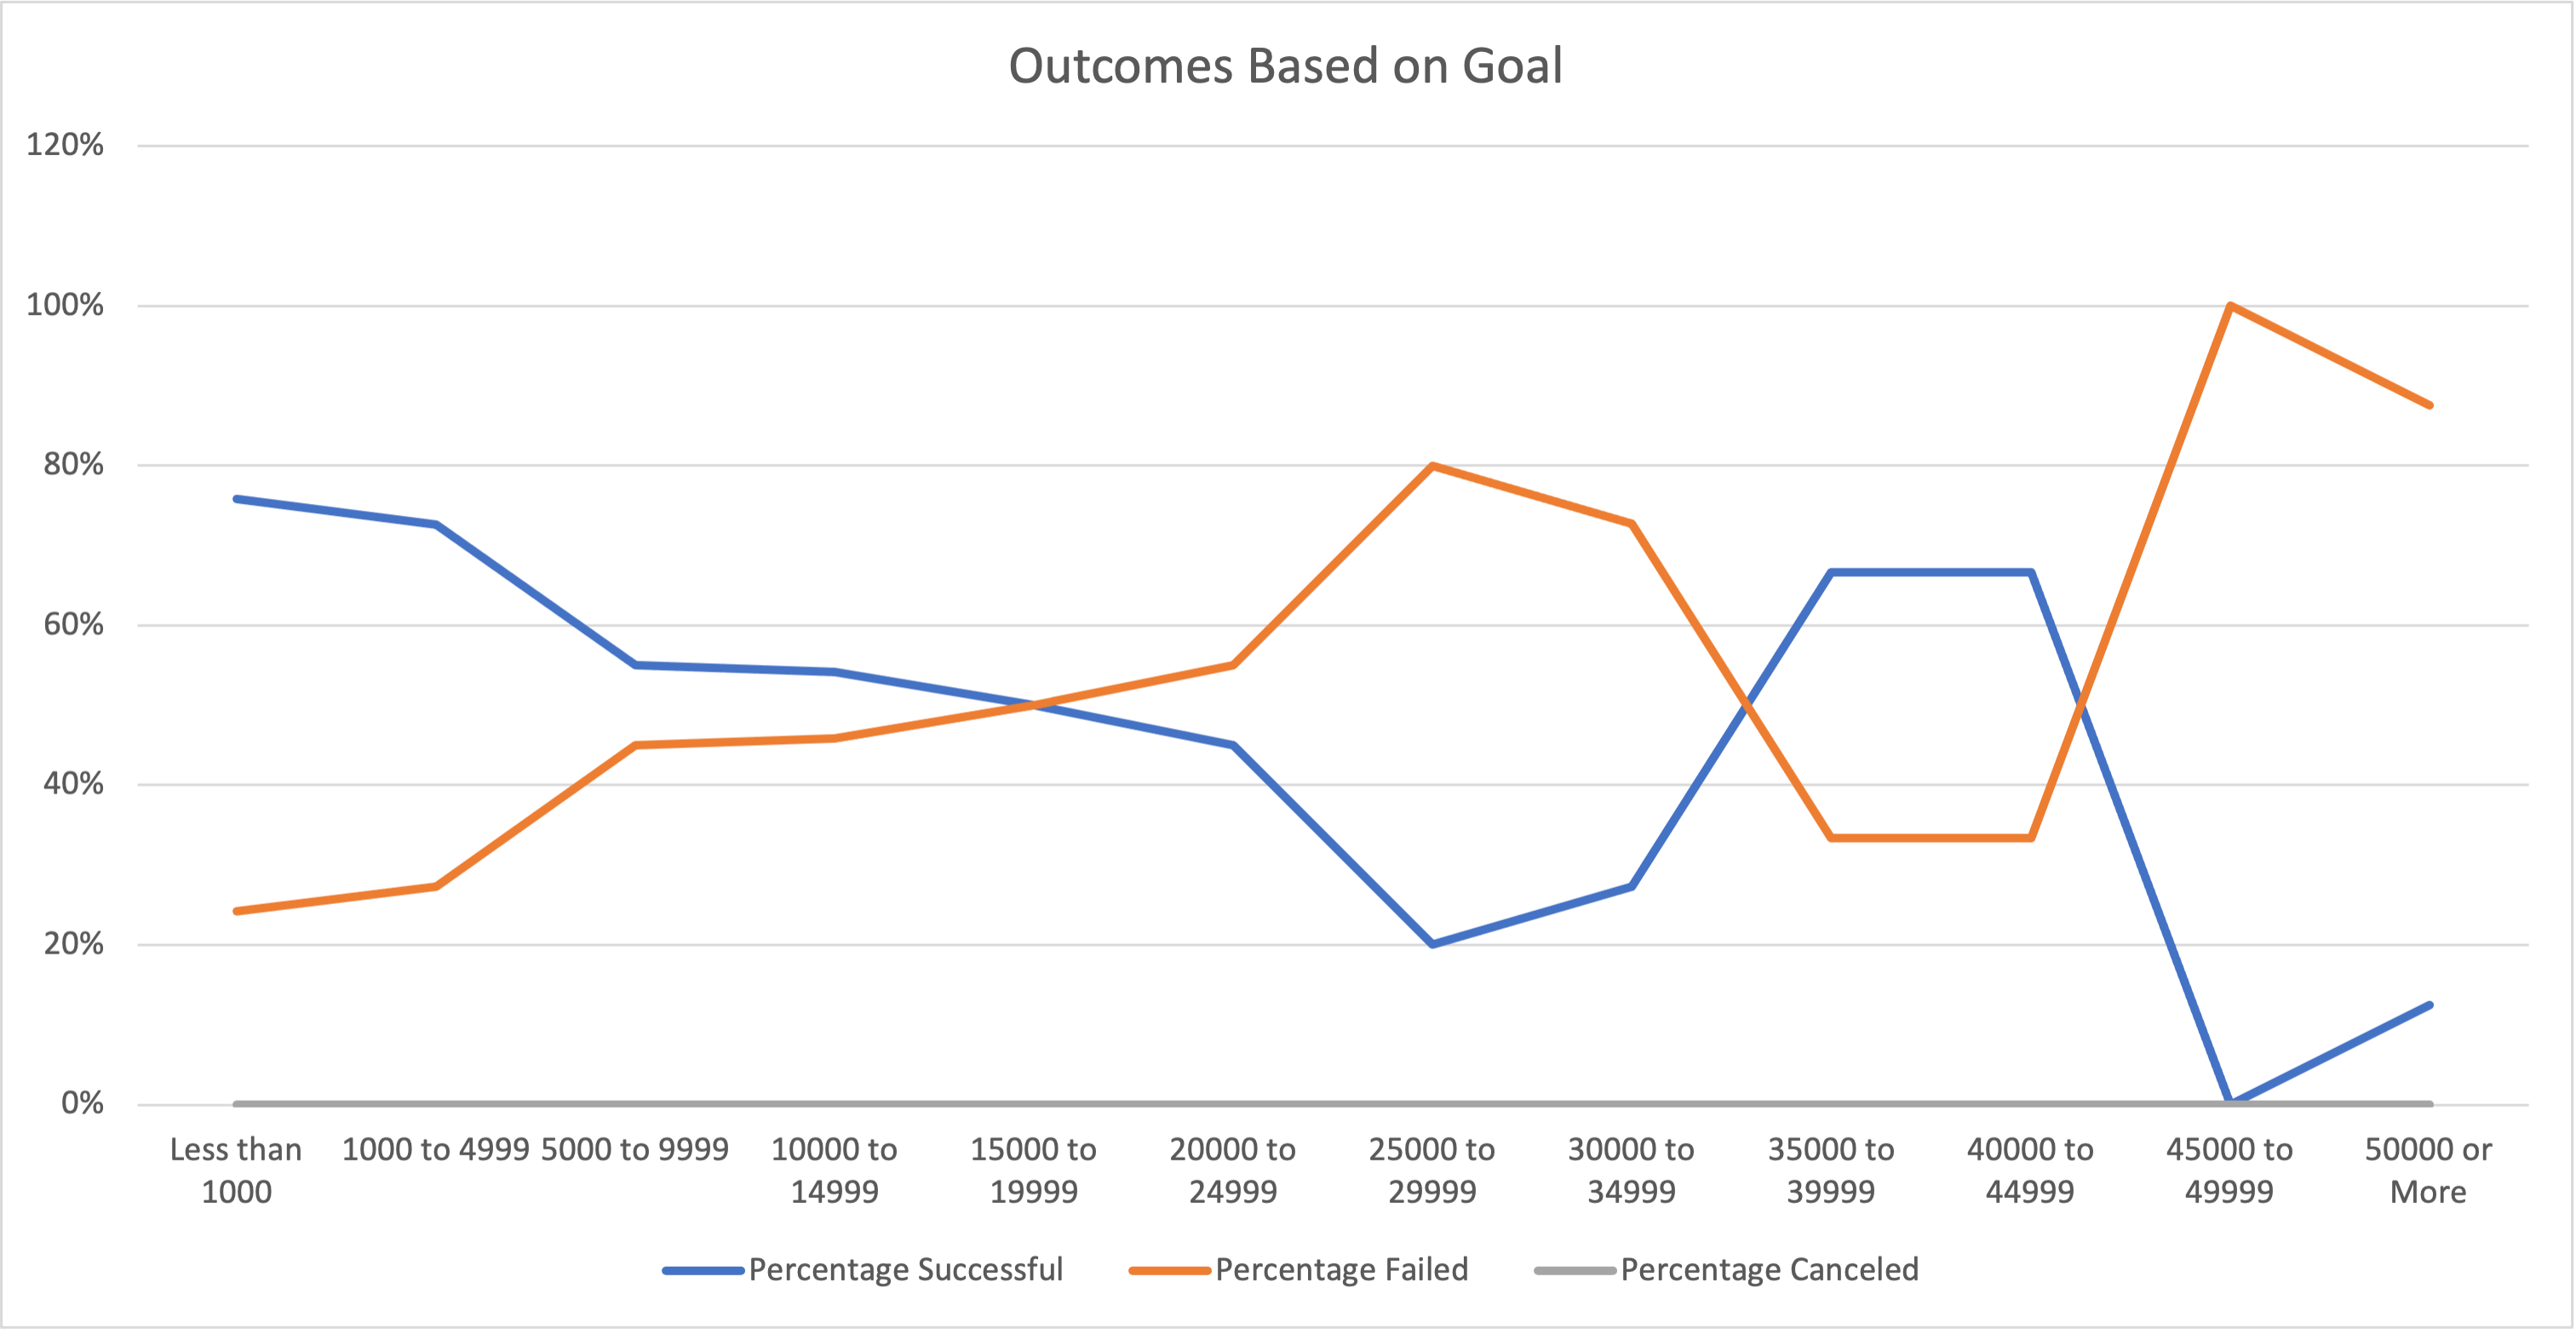 Outcomes Based on Goal
120%
100%
80%
60%
40%
20%
0%
Less than
1000
1000 to 4999
5000 to 9999
10000 to
14999
15000 to
19999
20000 to
24999
25000 to
29999
30000 to
34999
35000 to
39999
40000 to
44999
45000 to
49999
50000 or
More
Percentage Successful
Percentage Failed
Percentage Canceled